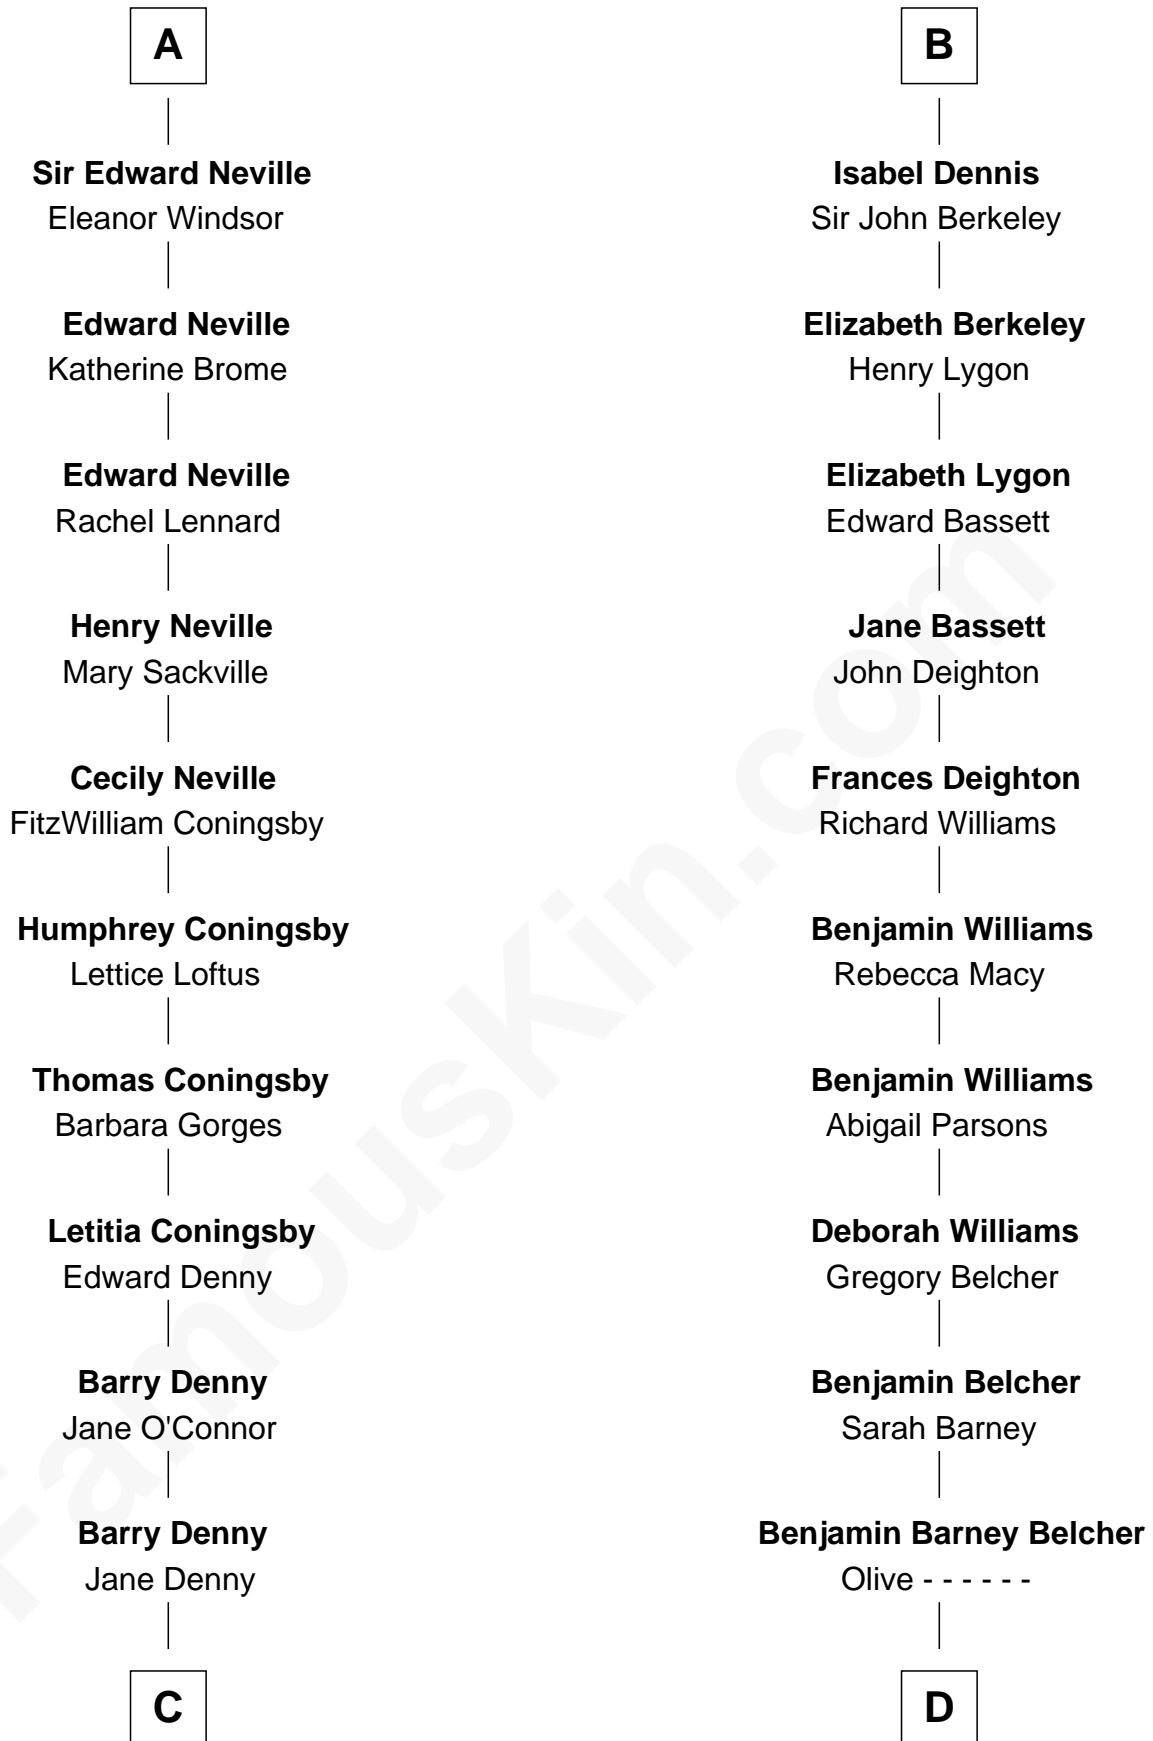 A
Sir Edward Neville
Eleanor Windsor
Edward Neville
Katherine Brome
Edward Neville
Rachel Lennard
Henry Neville
Mary Sackville
Cecily Neville
FitzWilliam Coningsby
Humphrey Coningsby
Lettice Loftus
Thomas Coningsby
Barbara Gorges
Letitia Coningsby
Edward Denny
Barry Denny
Jane O'Connor
Barry Denny
Jane Denny
C
B
Isabel Dennis
Sir John Berkeley
Elizabeth Berkeley
Henry Lygon
Elizabeth Lygon
Edward Bassett
Jane Bassett
John Deighton
Frances Deighton
Richard Williams
Benjamin Williams
Rebecca Macy
Benjamin Williams
Abigail Parsons
Deborah Williams
Gregory Belcher
Benjamin Belcher
Sarah Barney
Benjamin Barney Belcher
Olive - - - - - -
D
FamousKin.com